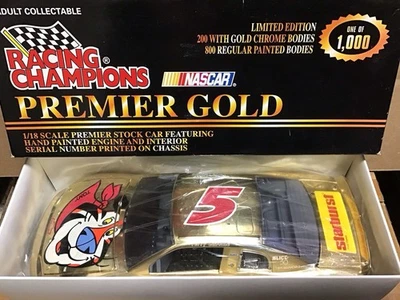 ADULT COLLECTABLE
RACING
CHAMPIONS®
NASCAR®
LIMITED EDITION
200 WITH GOLD CHROME BODIES
800 REGULAR PAINTED BODIES
ONE OF
1,000
PREMIER GOLD
1/18 SCALE PREMIER STOCK CAR FEATURING
HAND PAINTED ENGINE AND INTERIOR
SERIAL NUMBER PRINTED ON CHASSIS
5
starburst